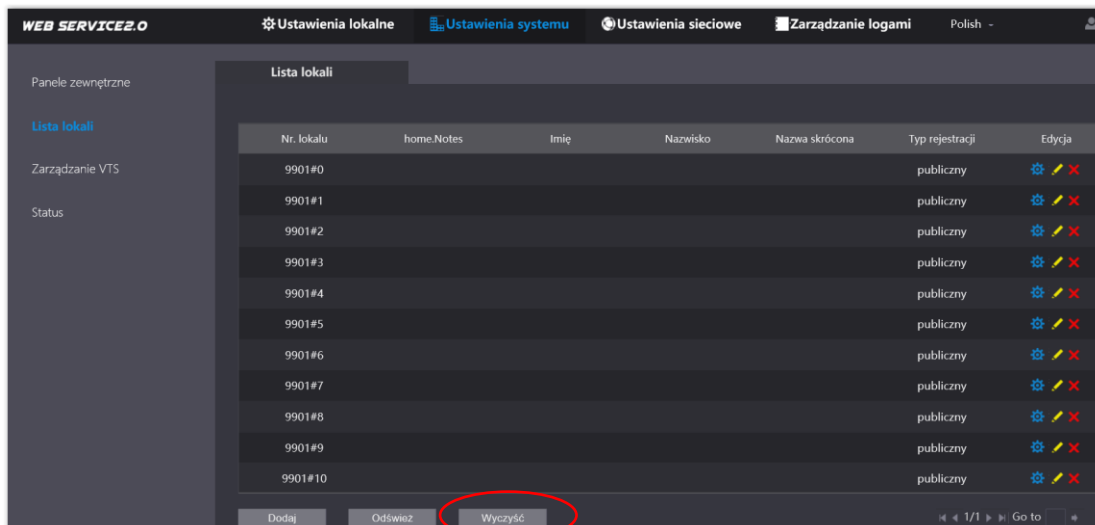 WEB SERVICE2.0 Ustawienia lokalne Ustawienia systemu Ustawienia sieciowe Zarządzanie logami Polish
Panele zewnętrzne
Lista lokali
Zarządzanie VTS
Status
Lista lokali
Nr. lokalu home.Notes Imię Nazwisko Nazwa skrócona Typ rejestracji Edycja
9901#0 publiczny
9901#1 publiczny
9901#2 publiczny
9901#3 publiczny
9901#4 publiczny
9901#5 publiczny
9901#6 publiczny
9901#7 publiczny
9901#8 publiczny
9901#9 publiczny
9901#10 publiczny
Dodaj Odśwież Wyczyść 1/1 Go to